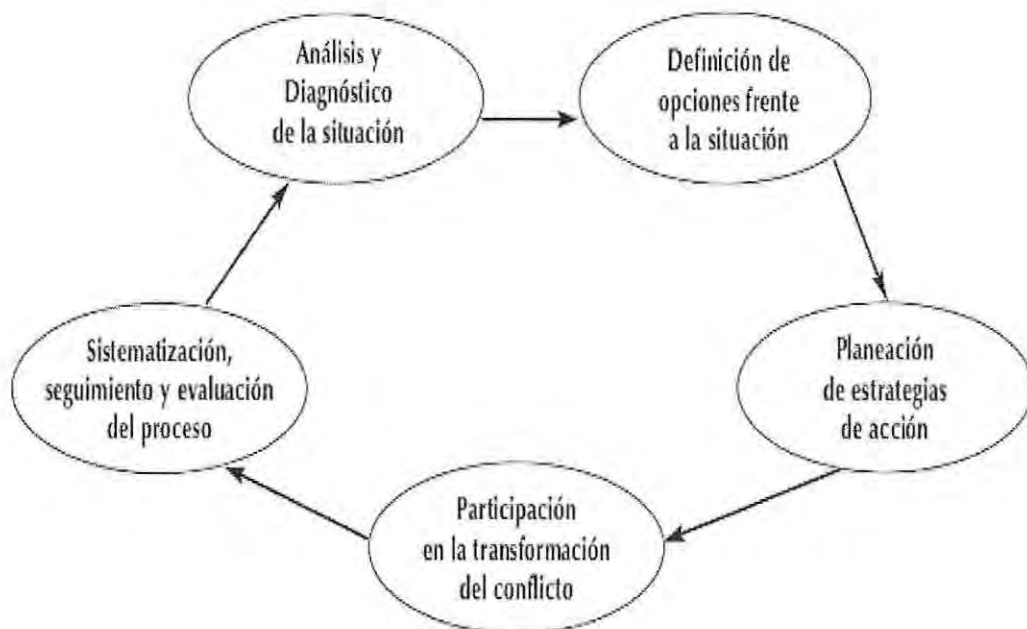 Análisis y
Diagnóstico
de la situación
Definición de
opciones frente
a la situación
Planeación
de estrategias
de acción
Participación
en la transformación
del conflicto
Sistematización,
seguimiento y evaluación
del proceso